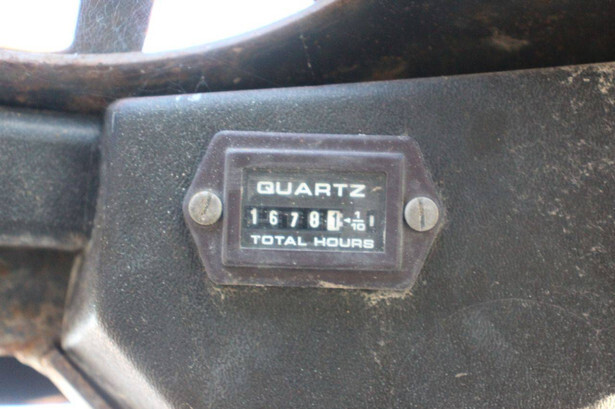 QUARTZ
1678 1/10
TOTAL HOURS